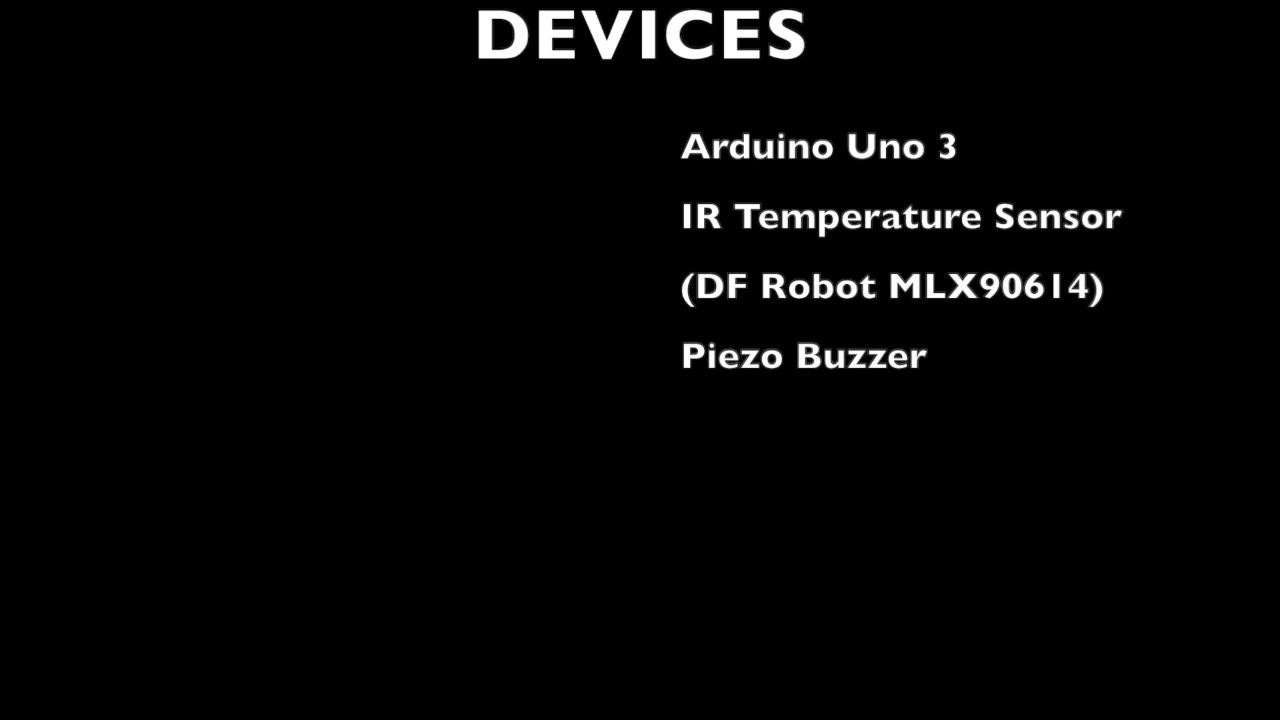 DEVICES
Arduino Uno 3
IR Temperature Sensor
(DF Robot MLX90614)
Piezo Buzzer